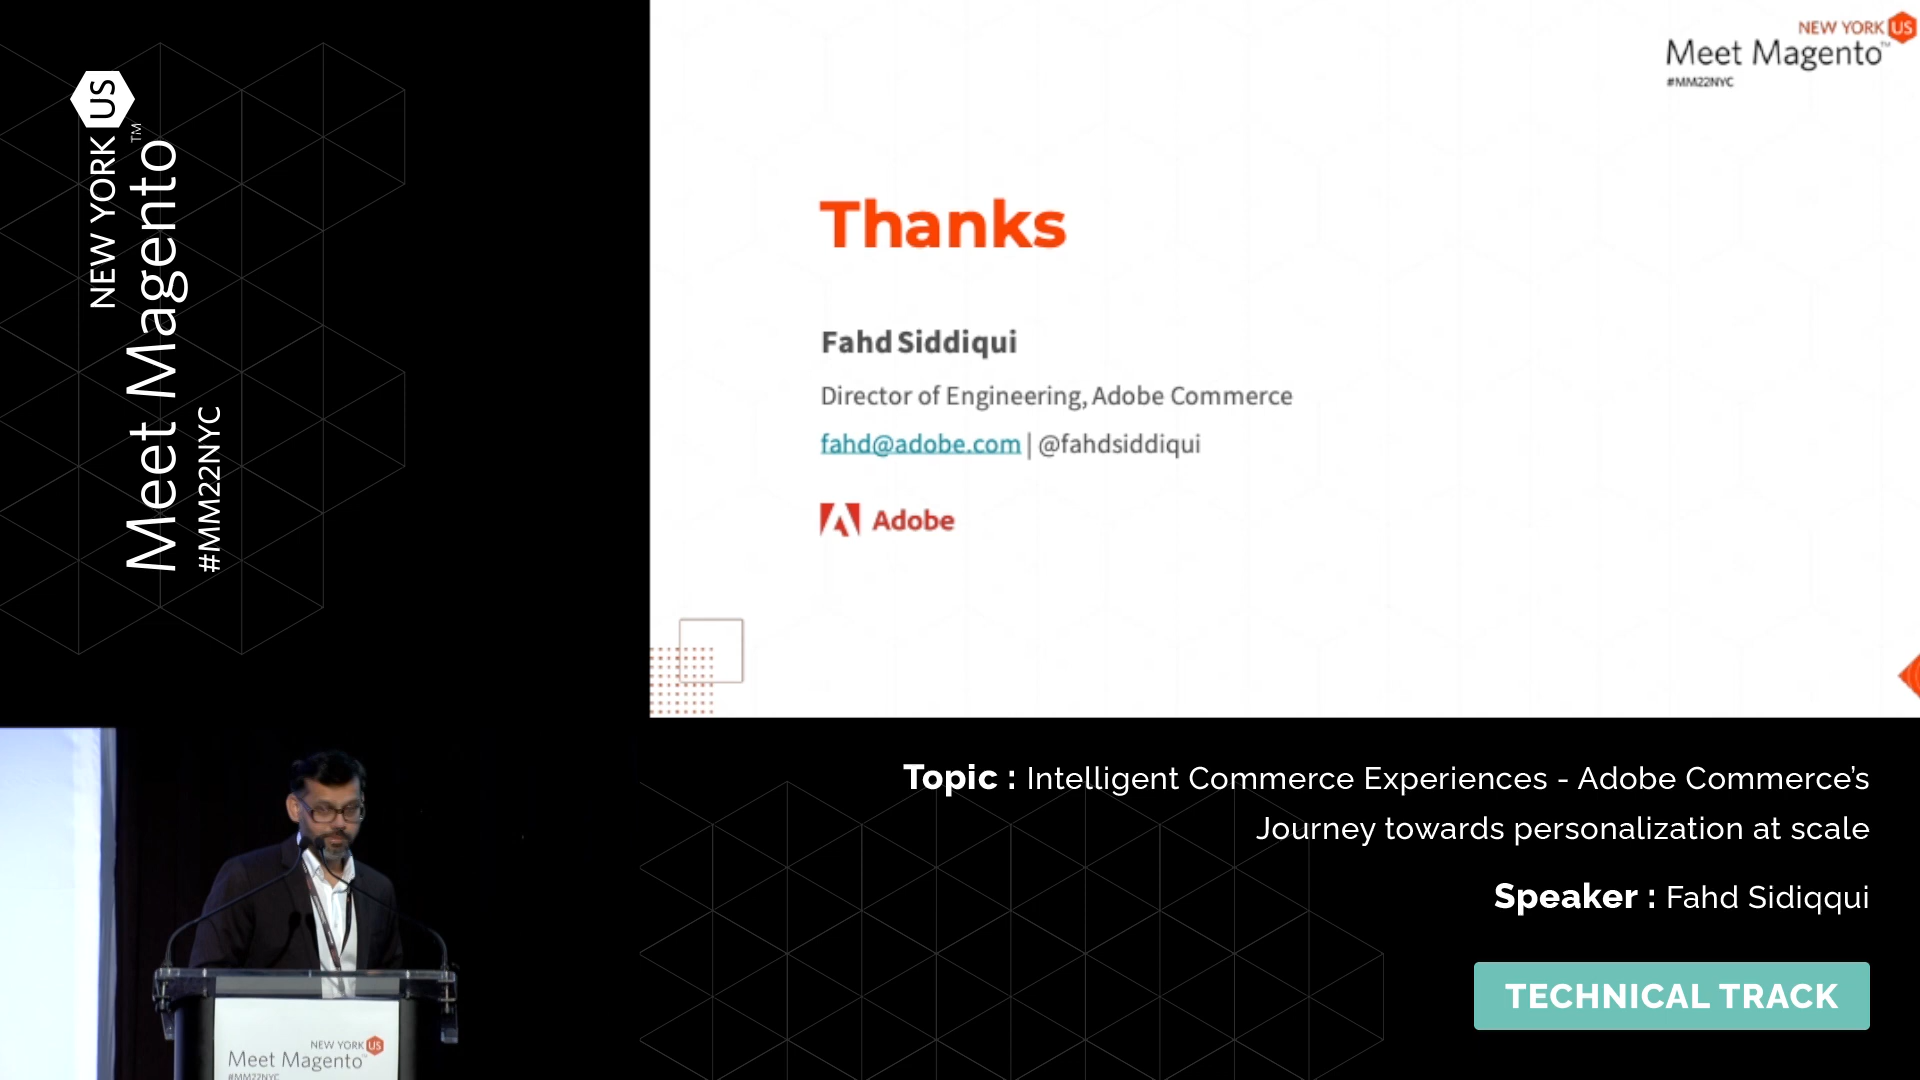 NEW YORK US
Meet Magento™
#MM22NYC
NEW YORK US
Meet Magento™
#MM22NYC
Thanks
Fahd Siddiqui
Director of Engineering, Adobe Commerce
fahd@adobe.com | @fahdsiddiqui
Adobe
Topic : Intelligent Commerce Experiences - Adobe Commerce’s
Journey towards personalization at scale
Speaker : Fahd Sidiqqui
TECHNICAL TRACK
NEW YORK US
Meet Magento™
#MM22NYC